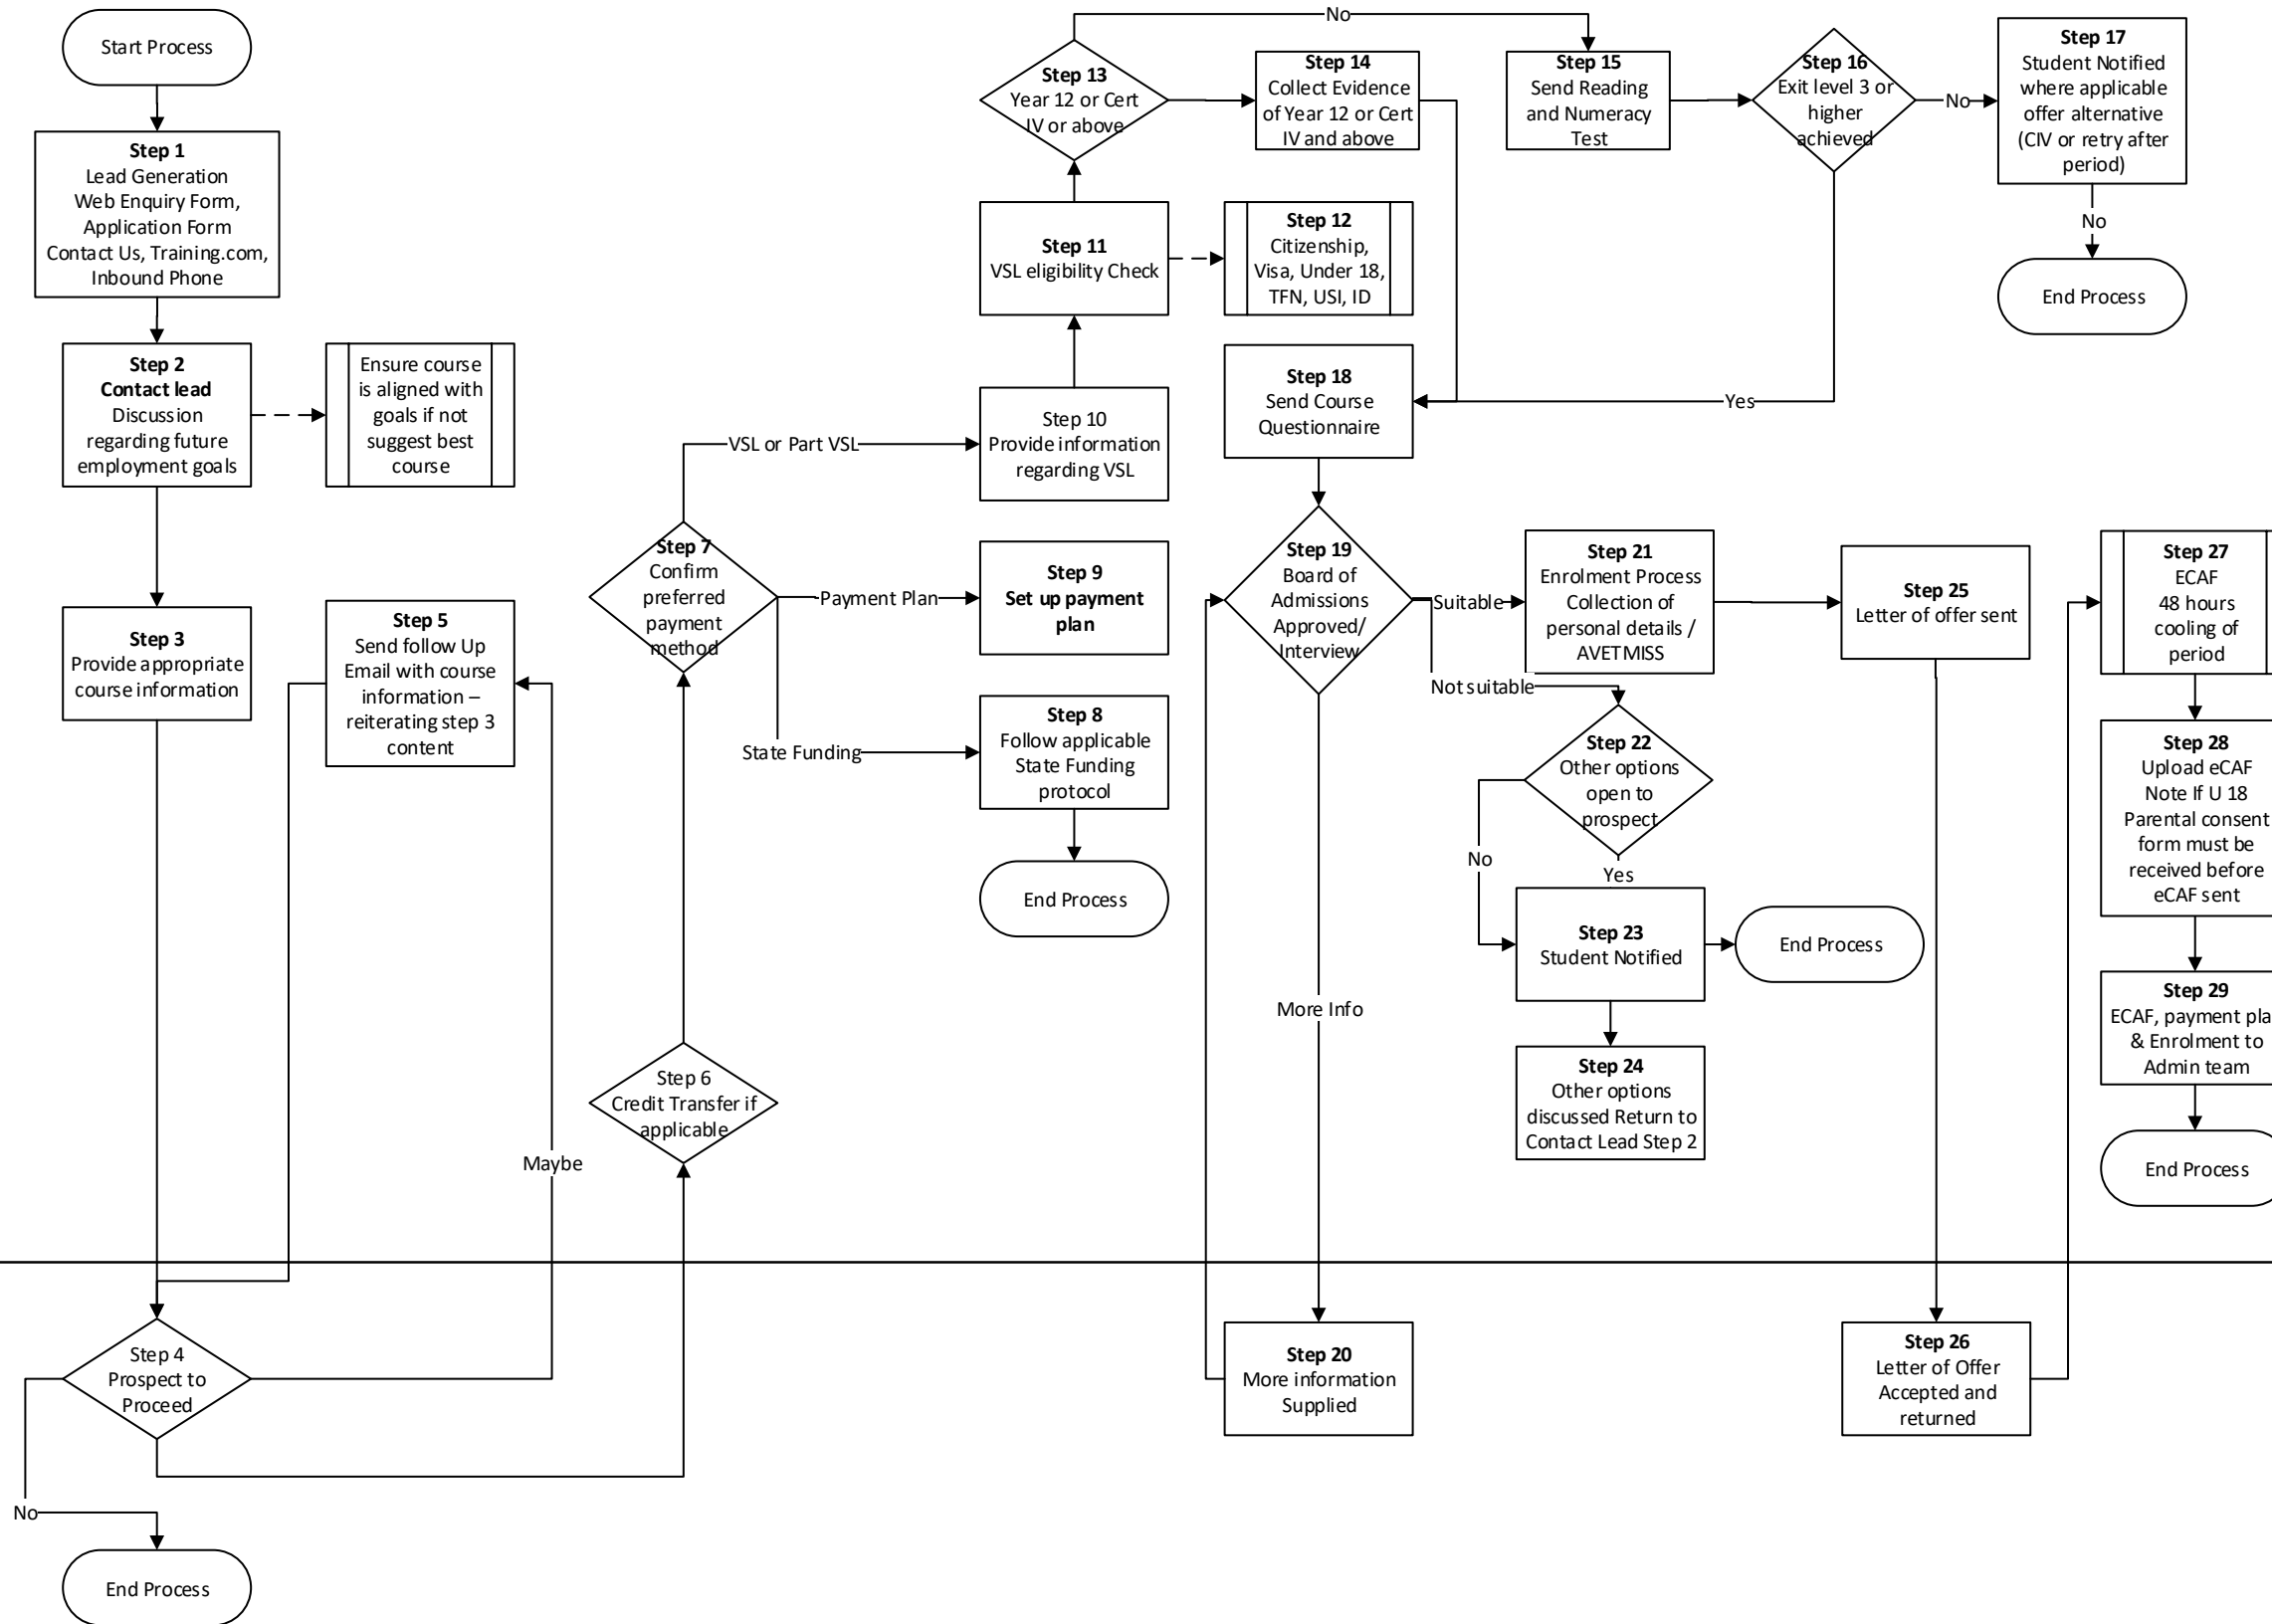 Start Process
Step 1
Lead Generation
Web Enquiry Form,
Application Form
Contact Us, Training.com,
Inbound Phone
Step 2
Contact lead
Discussion
regarding future
employment goals
Ensure course
is aligned with
goals if not
suggest best
course
Step 3
Provide appropriate
course information
Step 5
Send follow Up
Email with course
information –
reiterating step 3
content
Maybe
Step 4
Prospect to
Proceed
No
End Process
Step 6
Credit Transfer if
applicable
Step 7
Confirm
preferred
payment
method
VSL or Part VSL
Payment Plan
State Funding
Step 8
Follow applicable
State Funding
protocol
End Process
Step 9
Set up payment
plan
Step 10
Provide information
regarding VSL
Step 11
VSL eligibility Check
Step 12
Citizenship,
Visa, Under 18,
TFN, USI, ID
Step 13
Year 12 or Cert
IV or above
No
Step 14
Collect Evidence
of Year 12 or Cert
IV and above
Step 15
Send Reading
and Numeracy
Test
Step 16
Exit level 3 or
higher
achieved
No
Yes
Step 17
Student Notified
where applicable
offer alternative
(CIV or retry after
period)
No
End Process
Step 18
Send Course
Questionnaire
Step 19
Board of
Admissions
Approved/
Interview
Suitable
Not suitable
More Info
Step 20
More information
Supplied
Step 21
Enrolment Process
Collection of
personal details /
AVETMISS
Step 22
Other options
open to
prospect
No
Yes
Step 23
Student Notified
End Process
Step 24
Other options
discussed Return to
Contact Lead Step 2
Step 25
Letter of offer sent
Step 26
Letter of Offer
Accepted and
returned
Step 27
ECAF
48 hours
cooling of
period
Step 28
Upload eCAF
Note If U 18
Parental consent
form must be
received before
eCAF sent
Step 29
ECAF, payment pla
& Enrolment to
Admin team
End Process